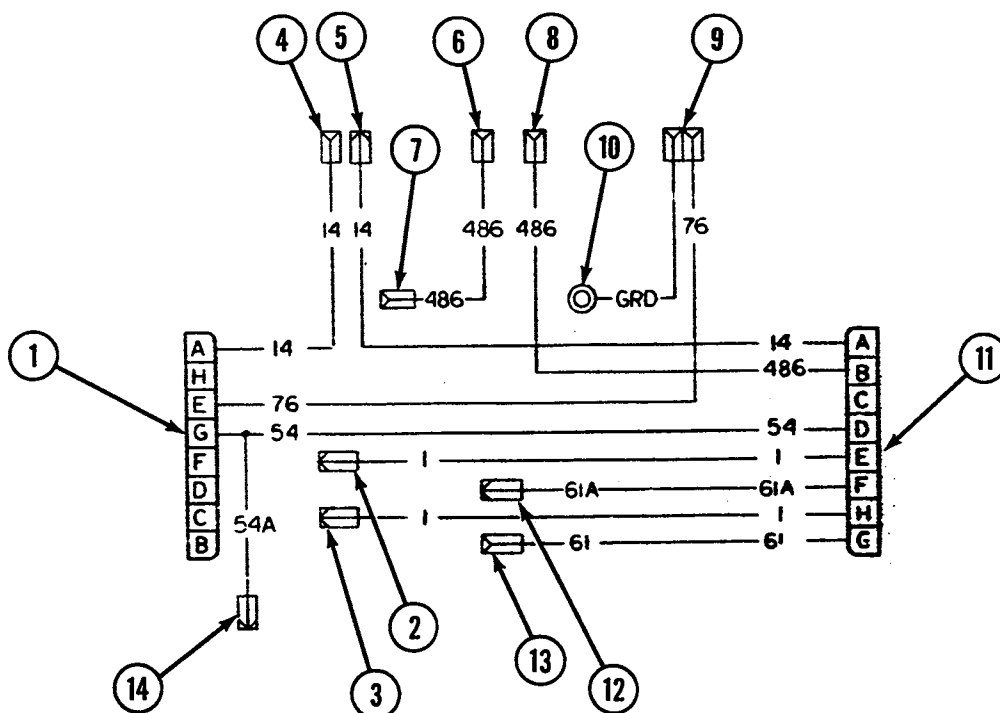 4 5 6 8 9
7 10
14 14 486 486 76
486 GRD
1 A 14 14 A 11
H 486 B
E 76 C
G 54 54 D
F 1 1 E
D 61A 61A F
C 54A 1 1 H
B 61 61 G
14 3 2 13 12